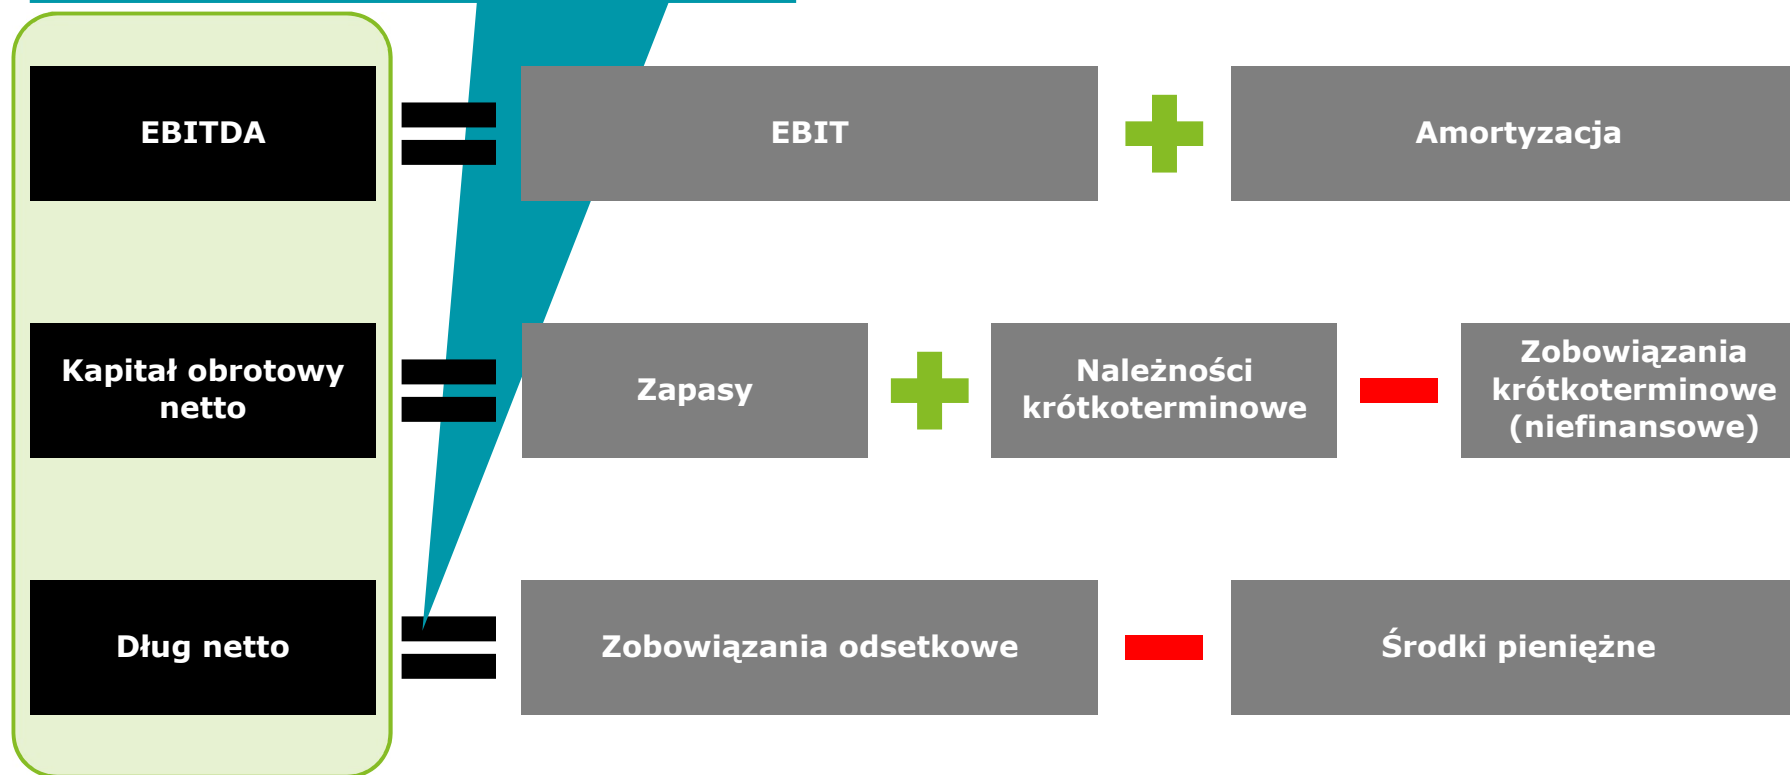 EBITDA
EBIT
Amortyzacja
Kapitał obrotowy
netto
Zapasy
Należności
krótkoterminowe
Zobowiązania
krótkoterminowe
(niefinansowe)
Dług netto
Zobowiązania odsetkowe
Środki pieniężne